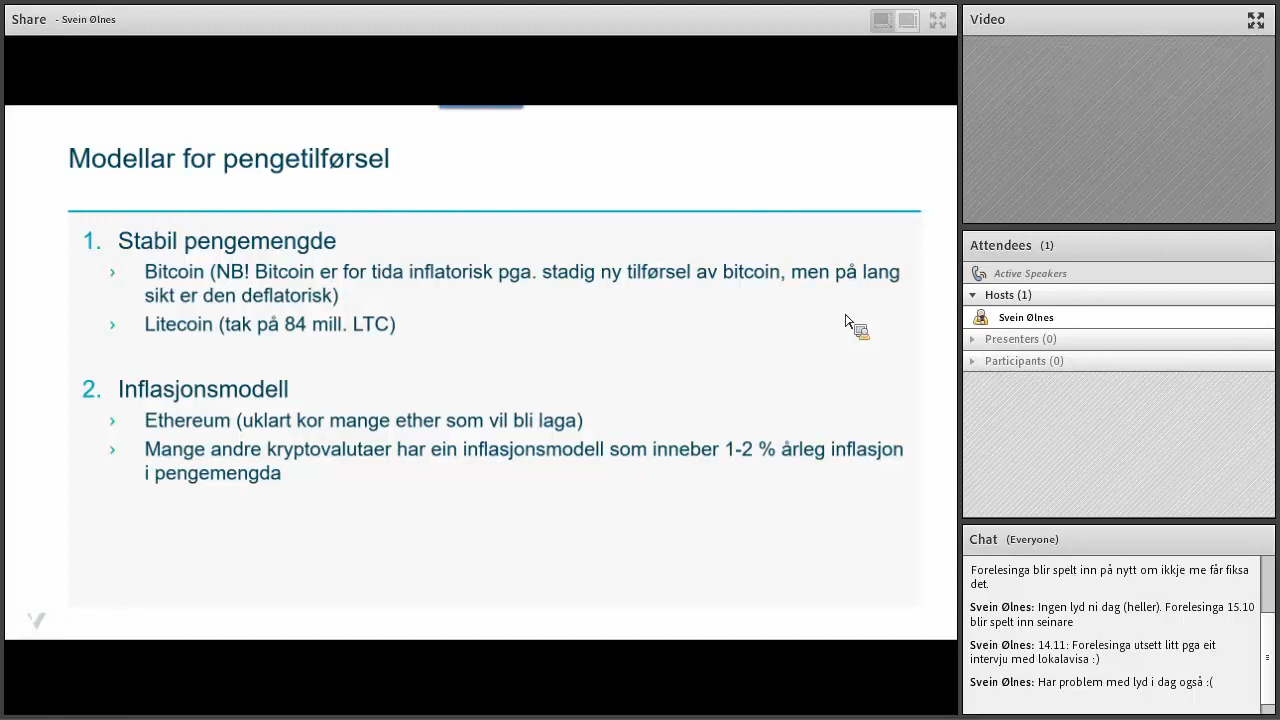 Share - Svein Ølnes
Modellar for pengetilførsel
1. Stabil pengemengde
› Bitcoin (NB! Bitcoin er for tida inflatorisk pga. stadig ny tilførsel av bitcoin, men på lang
sikt er den deflatorisk)
› Litecoin (tak på 84 mill. LTC)
2. Inflasjonsmodell
› Ethereum (uklart kor mange ether som vil bli laga)
› Mange andre kryptovalutaer har ein inflasjonsmodell som inneber 1-2 % årleg inflasjon
i pengemengda
Video
Attendees (1)
Active Speakers
Hosts (1)
Svein Ølnes
Presenters (0)
Participants (0)
Chat (Everyone)
Forelesinga blir spelt inn på nytt om ikkje me får fiksa
det.
Svein Ølnes: Ingen lyd ni dag (heller). Forelesinga 15.10
blir spelt inn seinare
Svein Ølnes: 14.11: Forelesinga utsett litt pga eit
intervju med lokalavisa :)
Svein Ølnes: Har problem med lyd i dag også :(